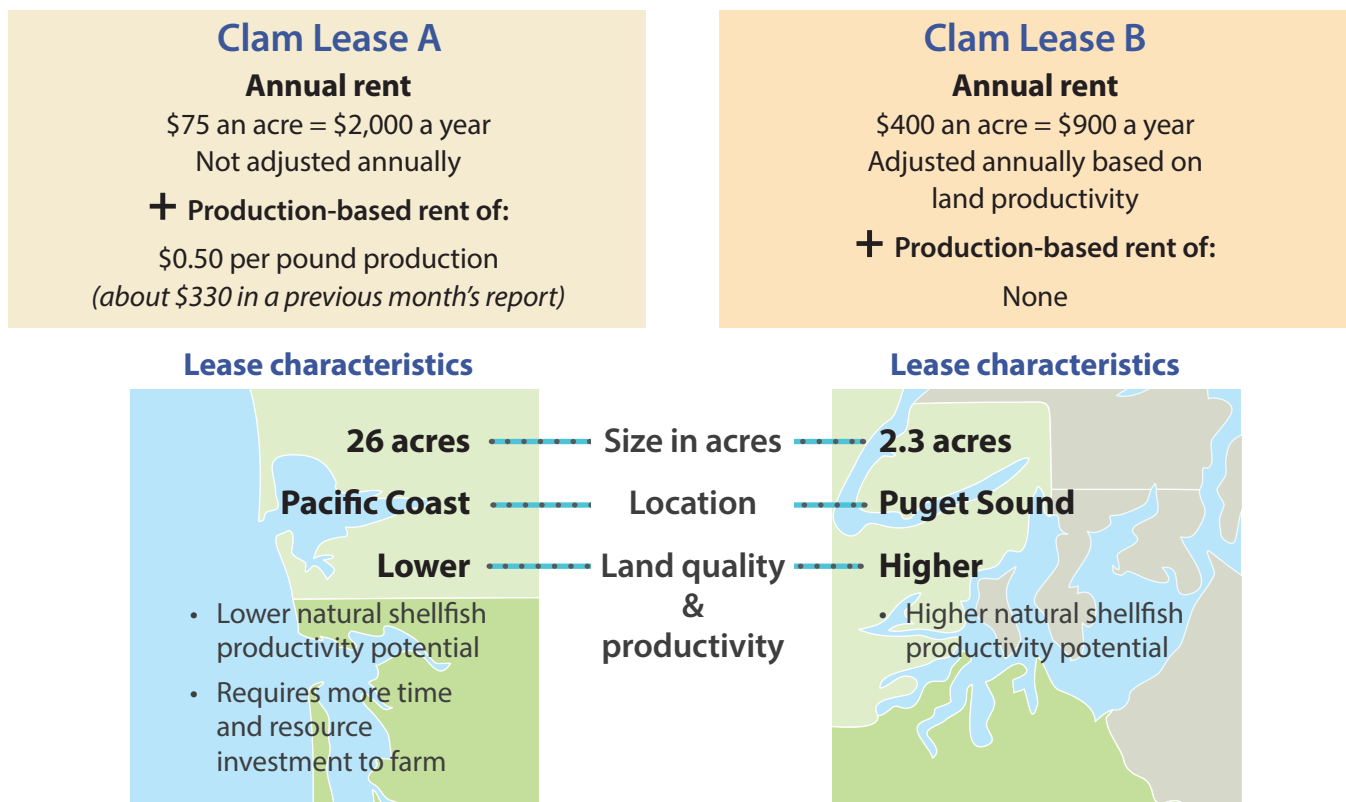 Clam Lease A
Annual rent
$75 an acre = $2,000 a year
Not adjusted annually
+ Production-based rent of:
$0.50 per pound production
(about $330 in a previous month's report)
Clam Lease B
Annual rent
$400 an acre = $900 a year
Adjusted annually based on
land productivity
+ Production-based rent of:
None
Lease characteristics
Lease characteristics
26 acres
Size in acres
2.3 acres
Pacific Coast
Location
Puget Sound
Lower
Land quality
&
productivity
Higher
• Lower natural shellfish
productivity potential
• Requires more time
and resource
investment to farm
• Higher natural shellfish
productivity potential